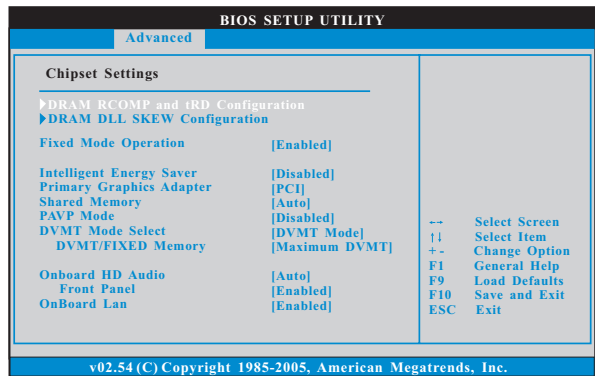 BIOS SETUP UTILITY
Advanced
Chipset Settings
DRAM RCOMP and tRD Configuration
DRAM DLL SKEW Configuration
Fixed Mode Operation [Enabled]
Intelligent Energy Saver [Disabled]
Primary Graphics Adapter [PCI]
Shared Memory [Auto]
PAVP Mode [Disabled]
DVMT Mode Select [DVMT Mode]
DVMT/FIXED Memory [Maximum DVMT]
Onboard HD Audio [Auto]
Front Panel [Enabled]
OnBoard Lan [Enabled]
←→ Select Screen
↑↓ Select Item
+ - Change Option
F1 General Help
F9 Load Defaults
F10 Save and Exit
ESC Exit
v02.54 (C) Copyright 1985-2005, American Megatrends, Inc.